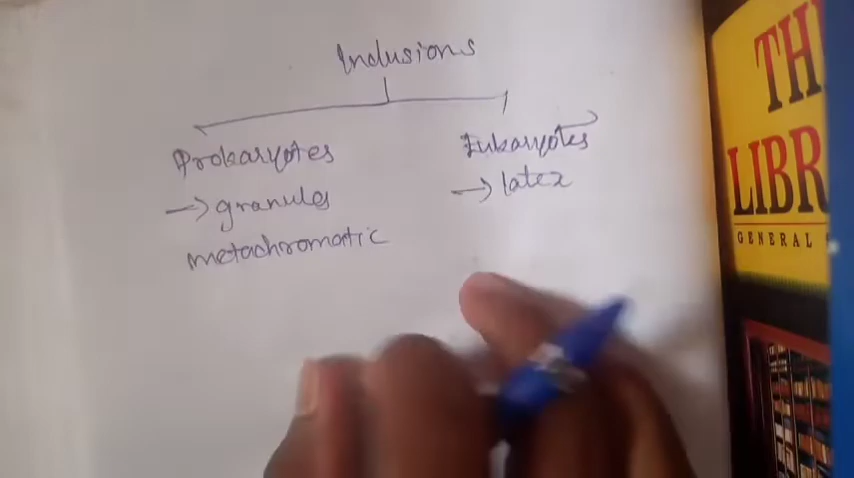 Inclusions
Prokaryotes
→ granules
metachromatic
Eukaryotes
→ latex
TH
LIBR
GENERAL